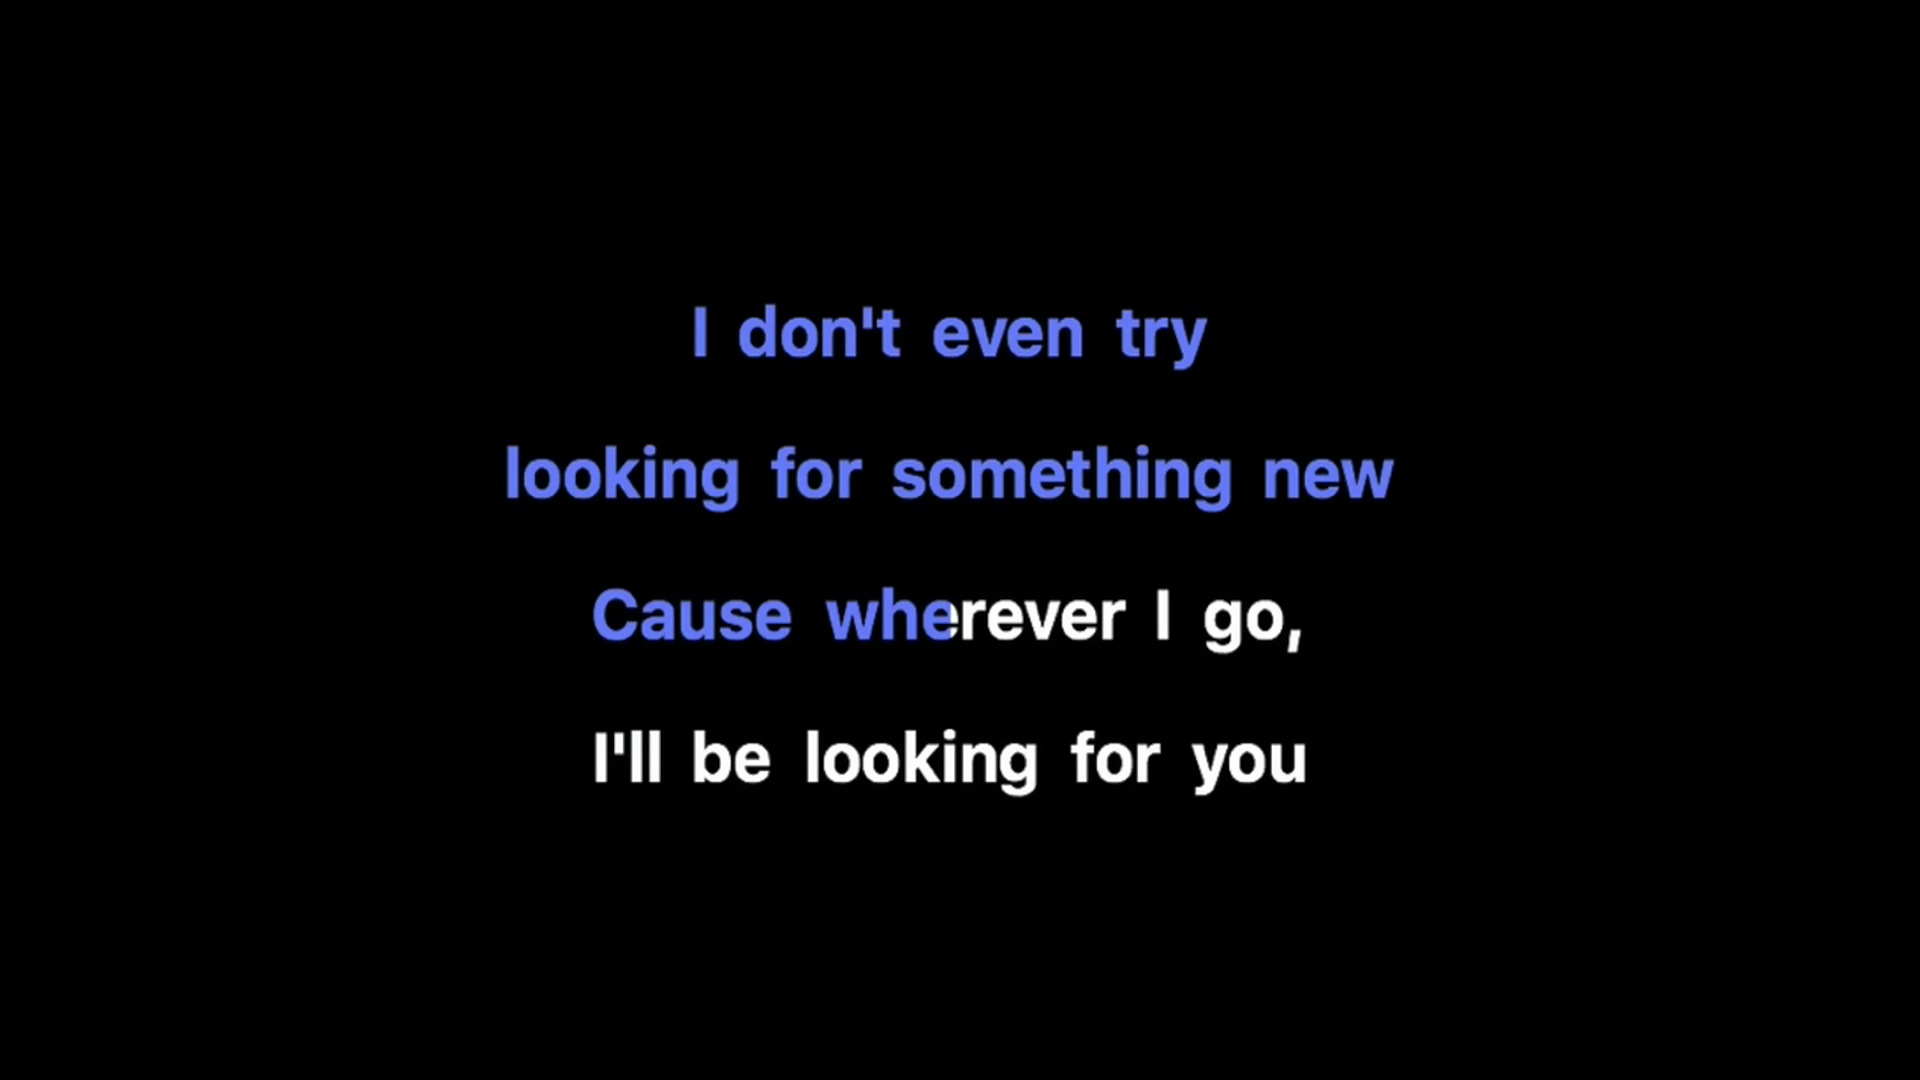 I don't even try
looking for something new
Cause wherever I go,
I'll be looking for you